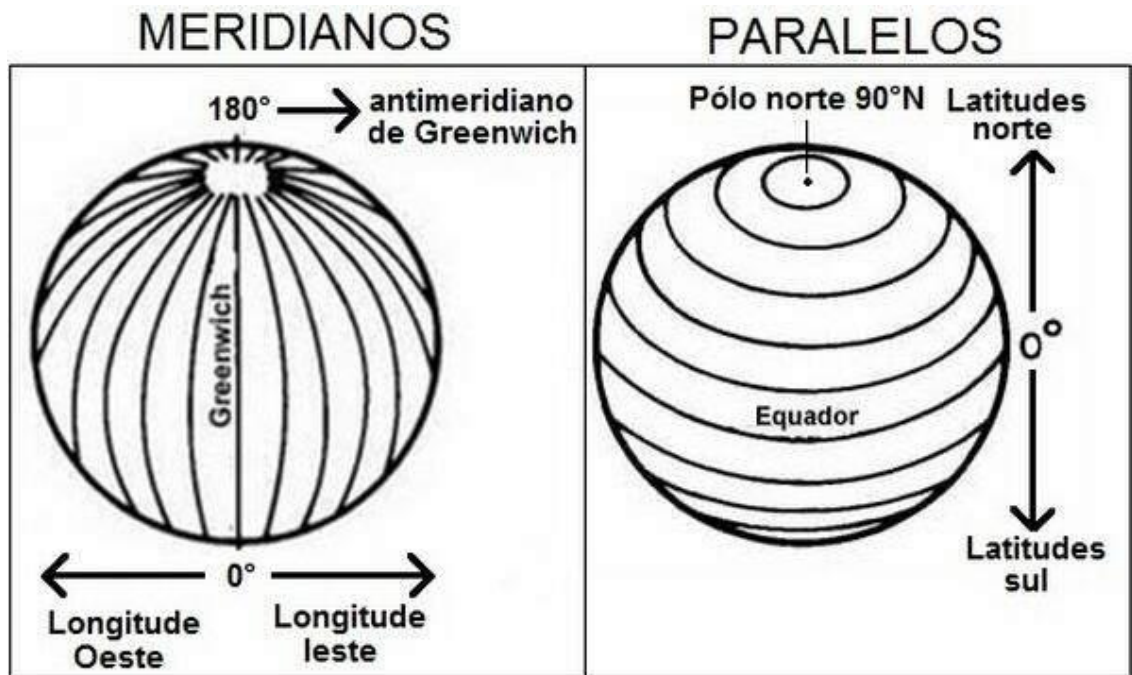 MERIDIANOS
180°
antimeridiano
de Greenwich
Greenwich
0°
Longitude
Oeste
Longitude
leste
PARALELOS
Pólo norte 90°N
Latitudes
norte
0°
Equador
Latitudes
sul